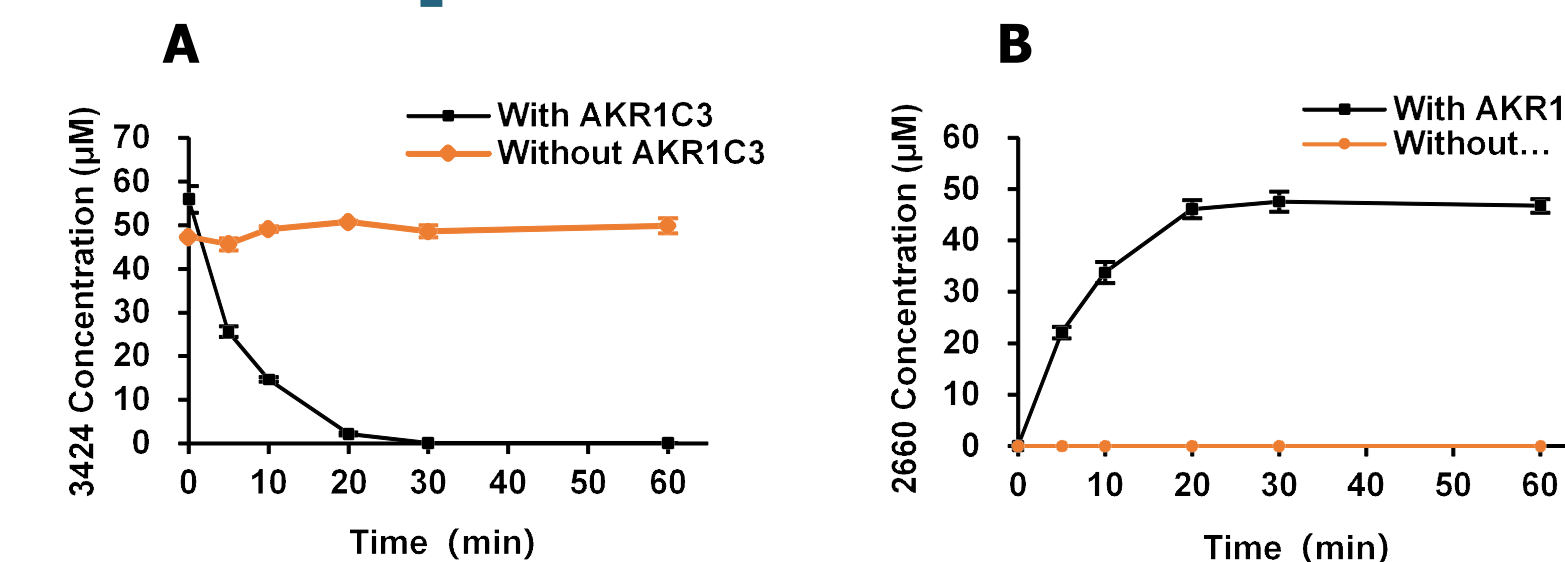 A
With AKR1C3
Without AKR1C3
3424 Concentration (µM)
70
60
50
40
30
20
10
0
0 10 20 30 40 50 60
Time (min)
B
With AKR1
Without...
2660 Concentration (µM)
60
50
40
30
20
10
0
0 10 20 30 40 50 60
Time (min)